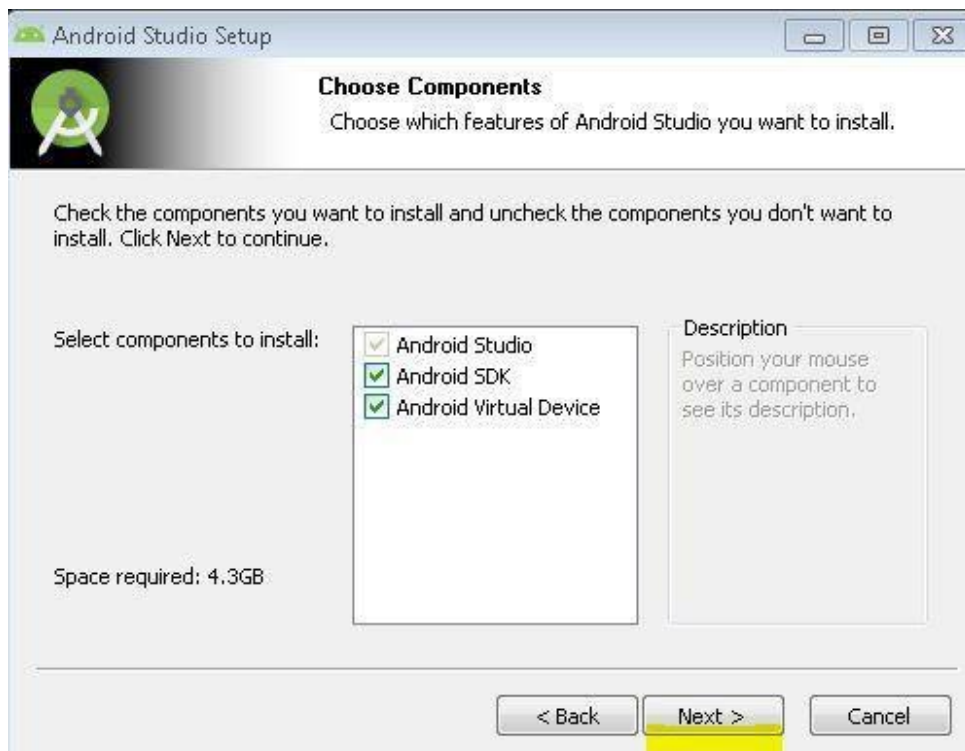 Android Studio Setup
Choose Components
Choose which features of Android Studio you want to install.
Check the components you want to install and uncheck the components you don't want to
install. Click Next to continue.
Select components to install:
Android Studio
Android SDK
Android Virtual Device
Description
Position your mouse
over a component to
see its description.
Space required: 4.3GB
< Back
Next >
Cancel